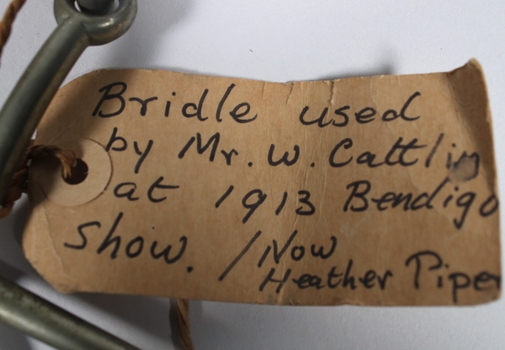 Bridle used
by Mr. W. Cattlin
at 1913 Bendigo
Show. / Now
Heather Piper